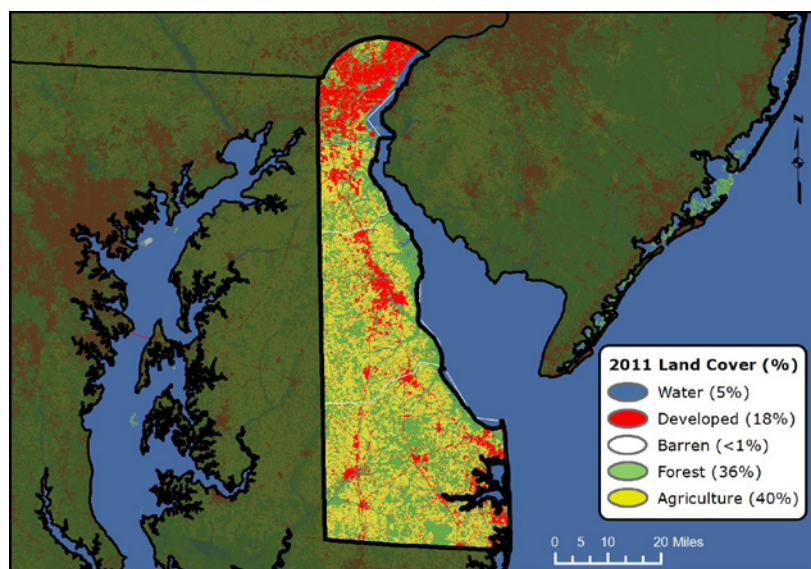 N
2011 Land Cover (%)
Water (5%)
Developed (18%)
Barren (<1%)
Forest (36%)
Agriculture (40%)
0 5 10 20 Miles